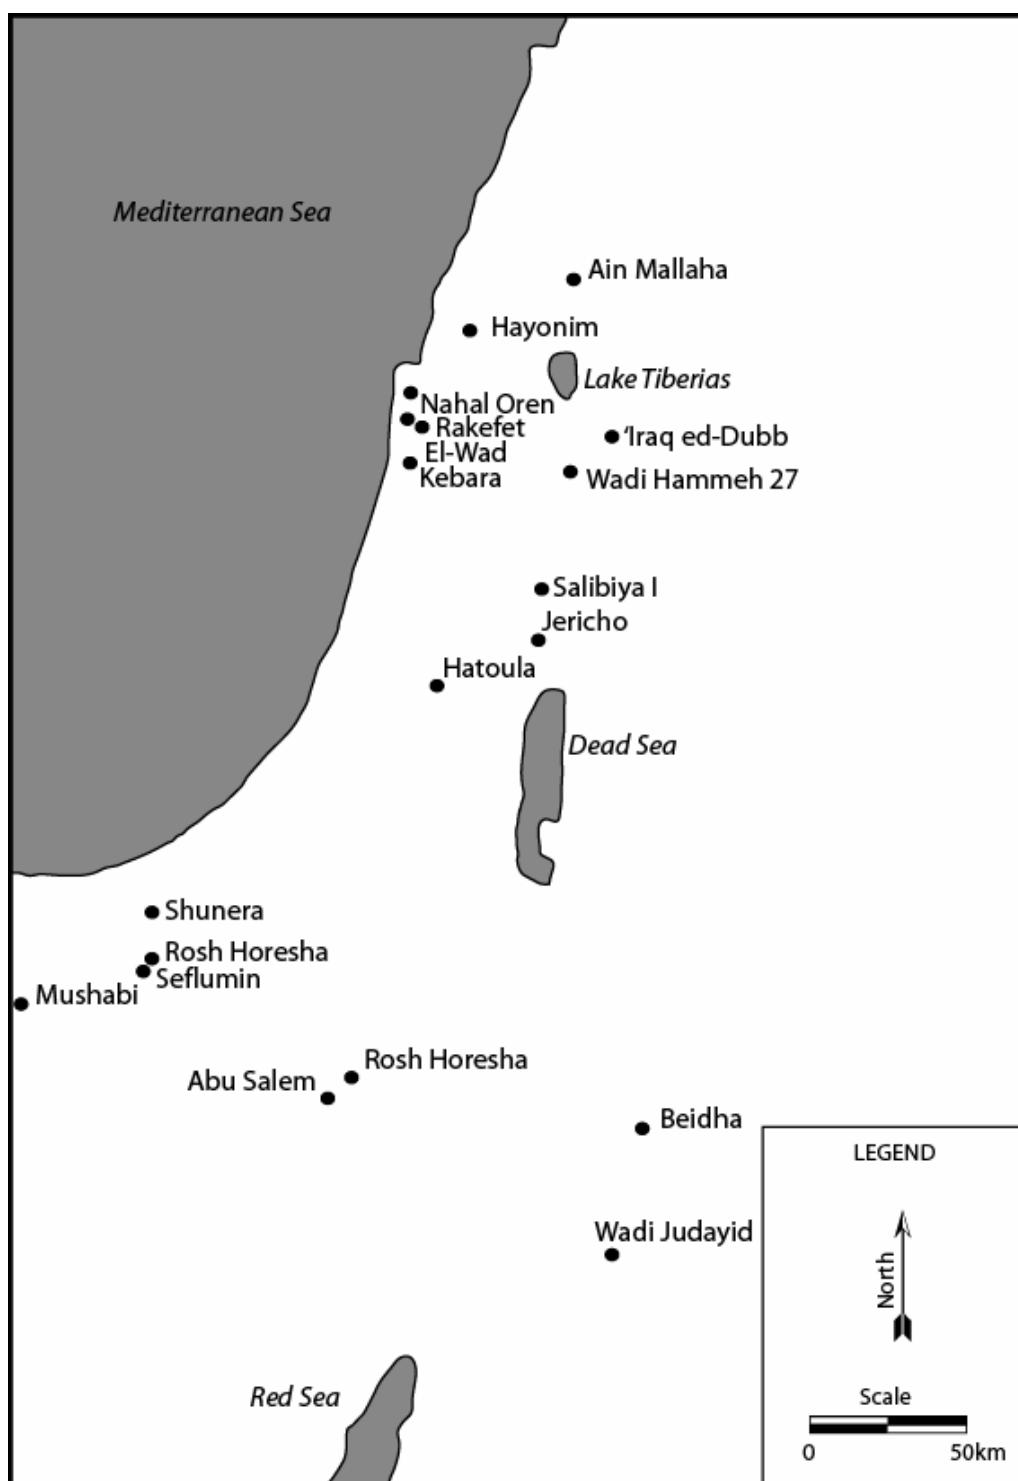 Mediterranean Sea
Ain Mallaha
Hayonim
Lake Tiberias
Nahal Oren
Rakefet
'Iraq ed-Dubb
El-Wad
Kebara
Wadi Hammeh 27
Salibiya I
Jericho
Hatoula
Dead Sea
Shunera
Rosh Horesha
Seflumin
Mushabi
Rosh Horesha
Abu Salem
Beidha
LEGEND
Wadi Judayid
North
Red Sea
Scale
0 50km